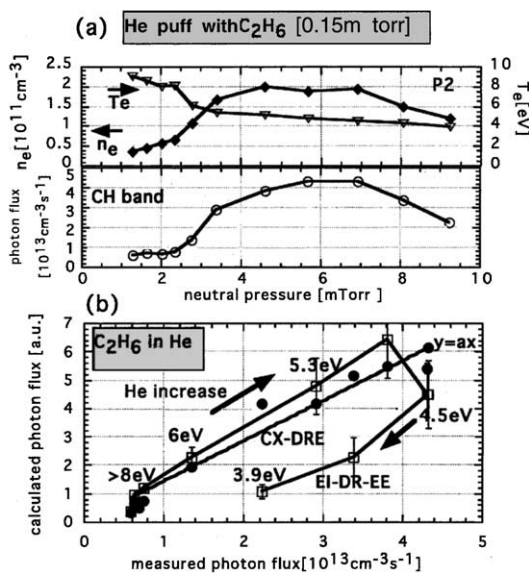 (a) He puff withC2H6 [0.15m torr]
ne[10^11cm-3]
2.5
2
1.5
1
0.5
Te
ne
P2
10
8
6
4
2
0
Te[eV]
photon flux
[10^13cm-3s-1]
5
4
3
2
1
0
CH band
0 2 4 6 8 10
neutral pressure [mTorr]
(b)
calculated photon flux [a.u.]
7
6
5
4
3
2
1
0
C2H6 in He
He increase
>8eV
6eV
5.3eV
y=ax
CX-DRE
4.5eV
3.9eV
EI-DR-EE
0 1 2 3 4 5
measured photon flux[10^13cm-3s-1]